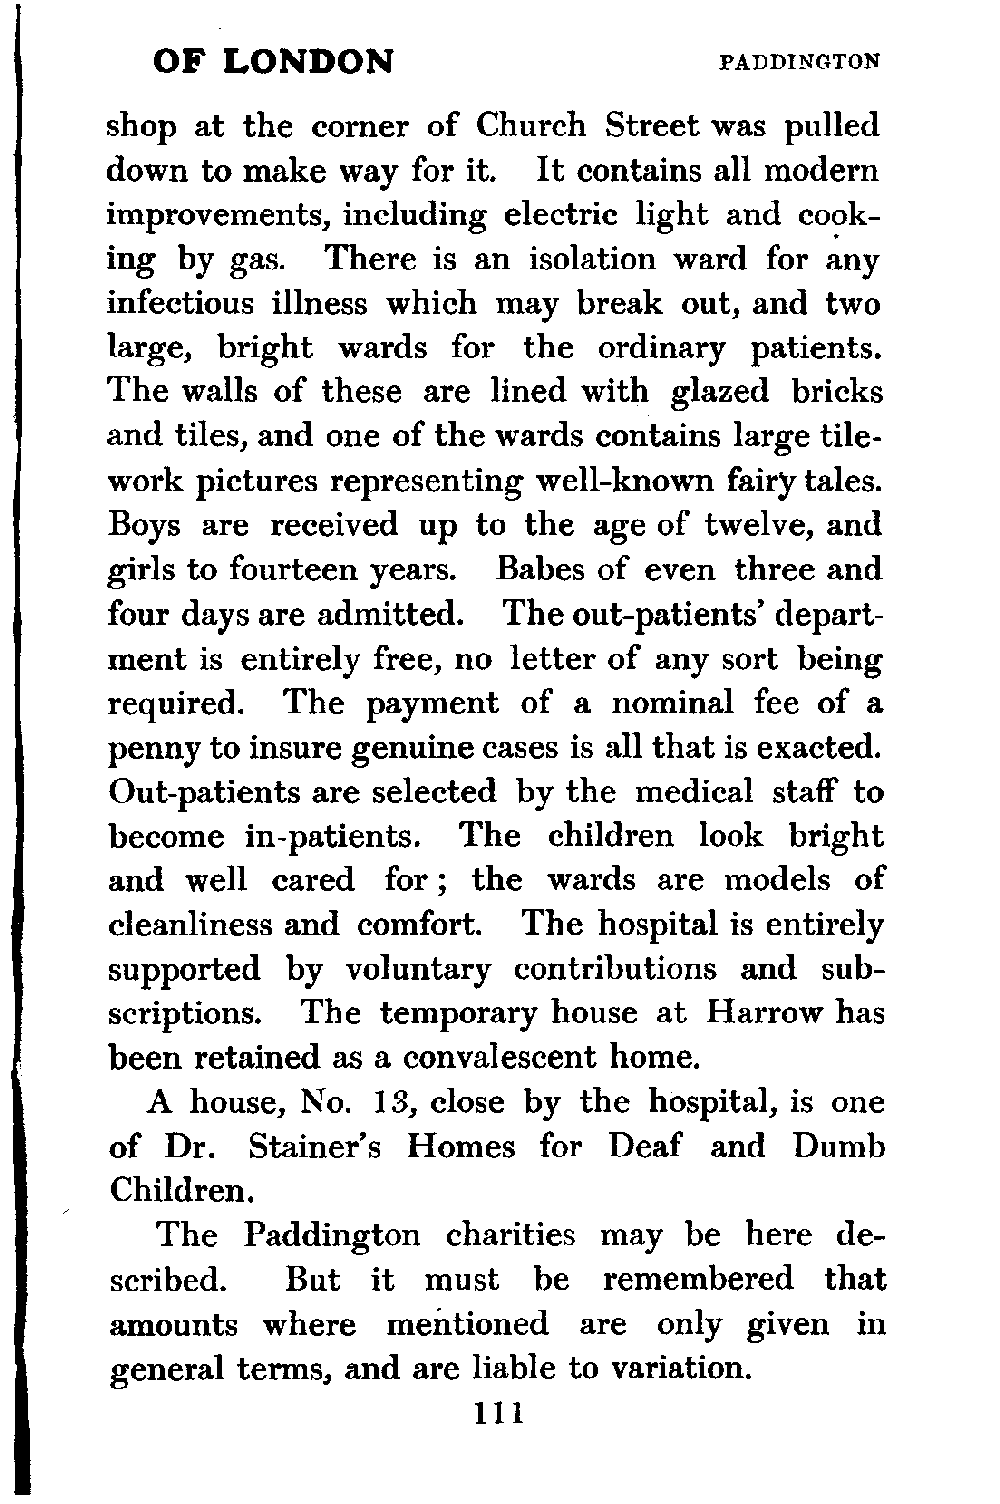 OF LONDON PADDINGTON
shop at the corner of Church Street was pulled
down to make way for it. It contains all modern
improvements, including electric light and cook-
ing by gas. There is an isolation ward for any
infectious illness which may break out, and two
large, bright wards for the ordinary patients.
The walls of these are lined with glazed bricks
and tiles, and one of the wards contains large tile-
work pictures representing well-known fairy tales.
Boys are received up to the age of twelve, and
girls to fourteen years. Babes of even three and
four days are admitted. The out-patients' depart-
ment is entirely free, no letter of any sort being
required. The payment of a nominal fee of a
penny to insure genuine cases is all that is exacted.
Out-patients are selected by the medical staff to
become in-patients. The children look bright
and well cared for; the wards are models of
cleanliness and comfort. The hospital is entirely
supported by voluntary contributions and sub-
scriptions. The temporary house at Harrow has
been retained as a convalescent home.
A house, No. 13, close by the hospital, is one
of Dr. Stainer's Homes for Deaf and Dumb
Children.
The Paddington charities may be here de-
scribed. But it must be remembered that
amounts where mentioned are only given in
general terms, and are liable to variation.
111